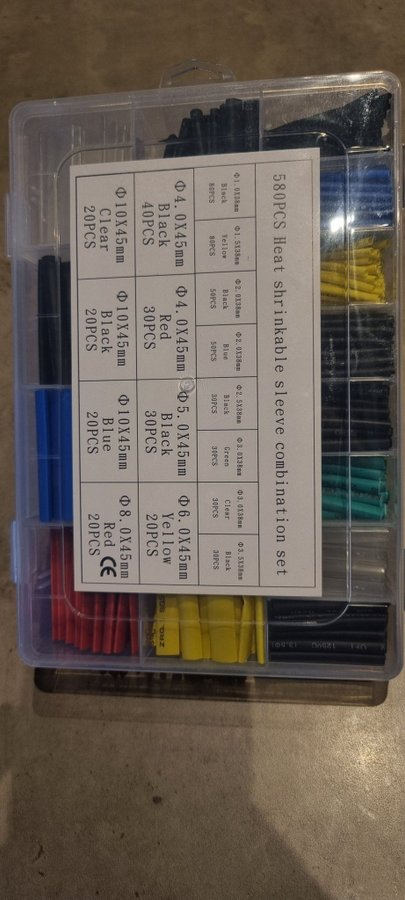 580PCS Heat shrinkable sleeve combination set
Φ1.0X38mm
Black
80PCS
Φ1.5X38mm
Yellow
80PCS
Φ2.0X38mm
Black
50PCS
Φ2.0X38mm
Blue
50PCS
Φ2.5X38mm
Black
30PCS
Φ3.0X38mm
Green
30PCS
Φ3.0X38mm
Clear
30PCS
Φ3.5X38mm
Black
30PCS
Φ4.0X45mm
Black
40PCS
Φ4.0X45mm
Red
30PCS
Φ5.0X45mm
Black
30PCS
Φ6.0X45mm
Yellow
20PCS
Φ10X45mm
Clear
20PCS
Φ10X45mm
Black
20PCS
Φ10X45mm
Blue
20PCS
Φ8.0X45mm
Red
20PCS
CE